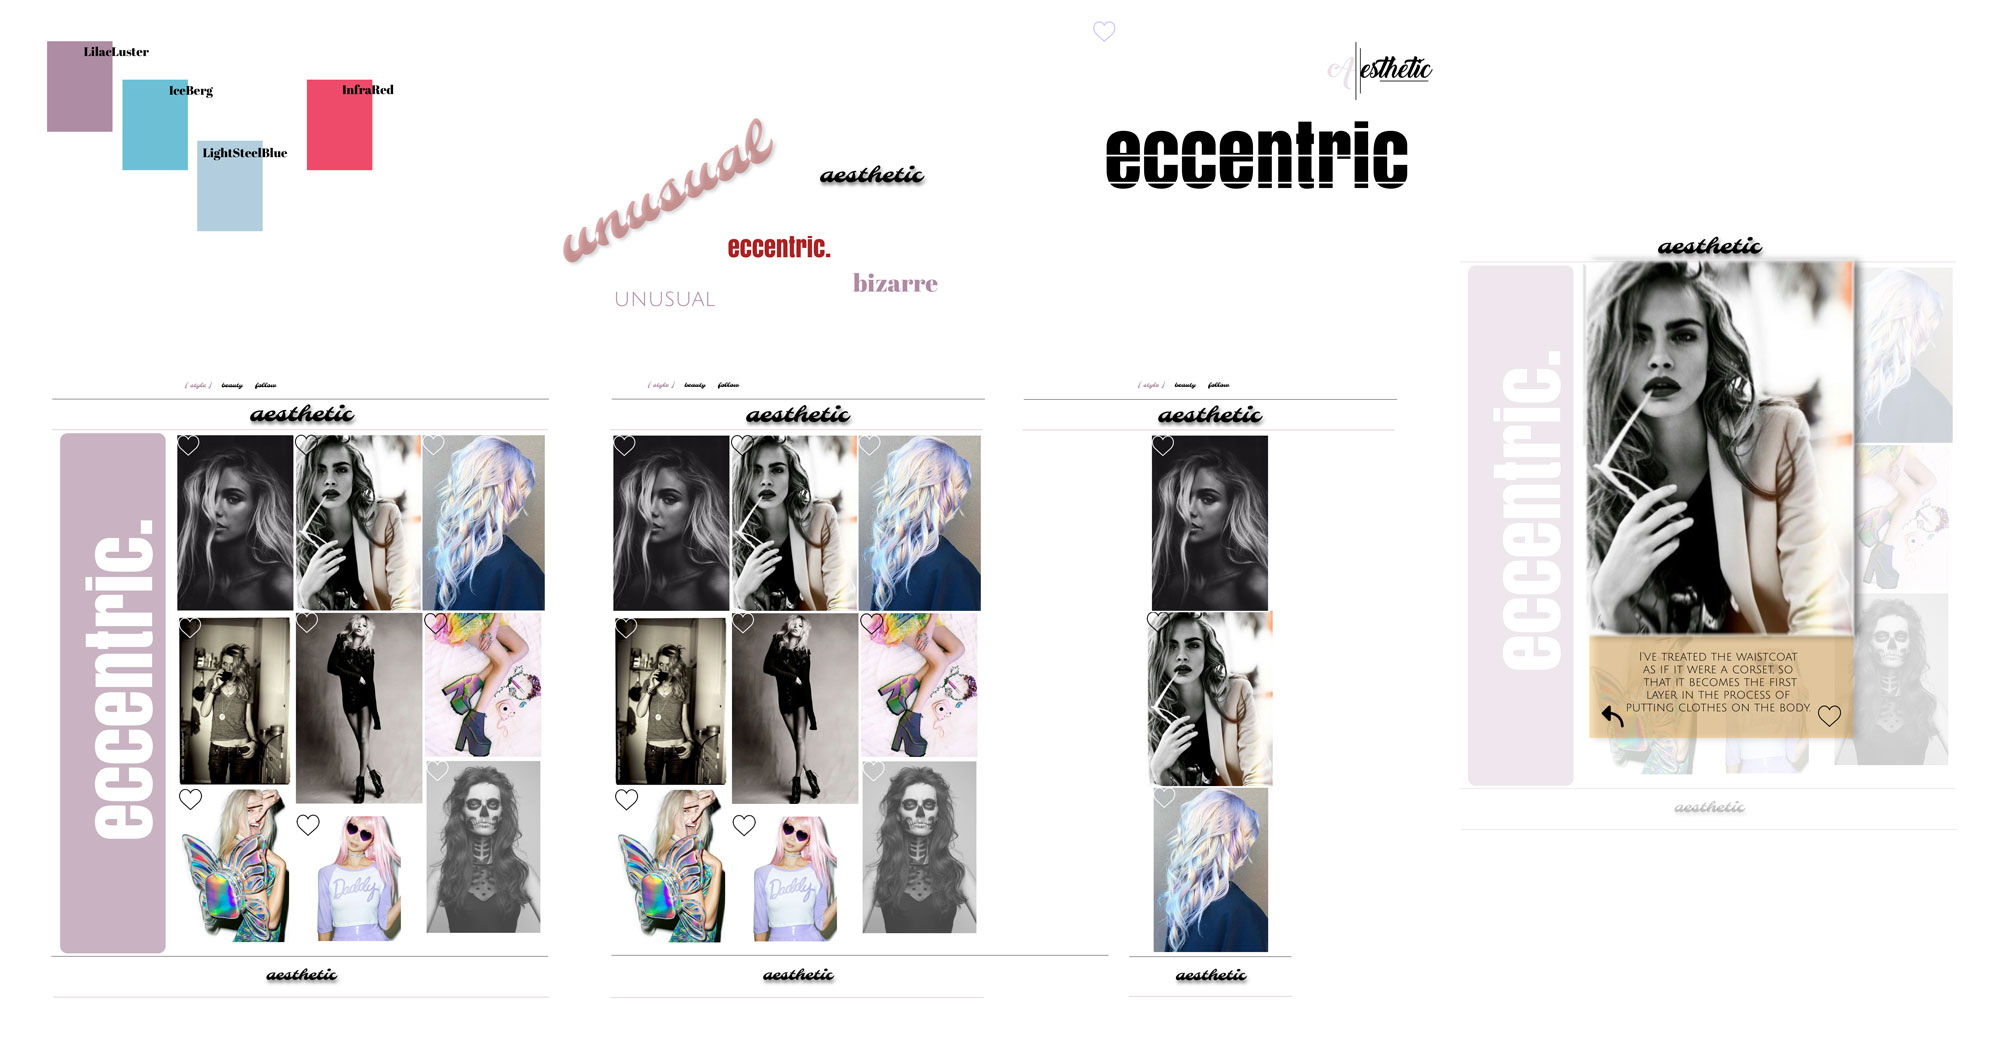 LilacLuster
IceBerg
InfraRed
LightSteelBlue
unusual
aesthetic
eccentric.
bizarre
UNUSUAL
Aesthetic
eccentric
{ style } beauty follow
aesthetic
eccentric.
Daddy
aesthetic
{ style } beauty follow
aesthetic
Daddy
aesthetic
{ style } beauty follow
aesthetic
aesthetic
aesthetic
eccentric.
I'VE TREATED THE WAISTCOAT
AS IF IT WERE A CORSET, SO
THAT IT BECOMES THE FIRST
LAYER IN THE PROCESS OF
PUTTING CLOTHES ON THE BODY.
aesthetic